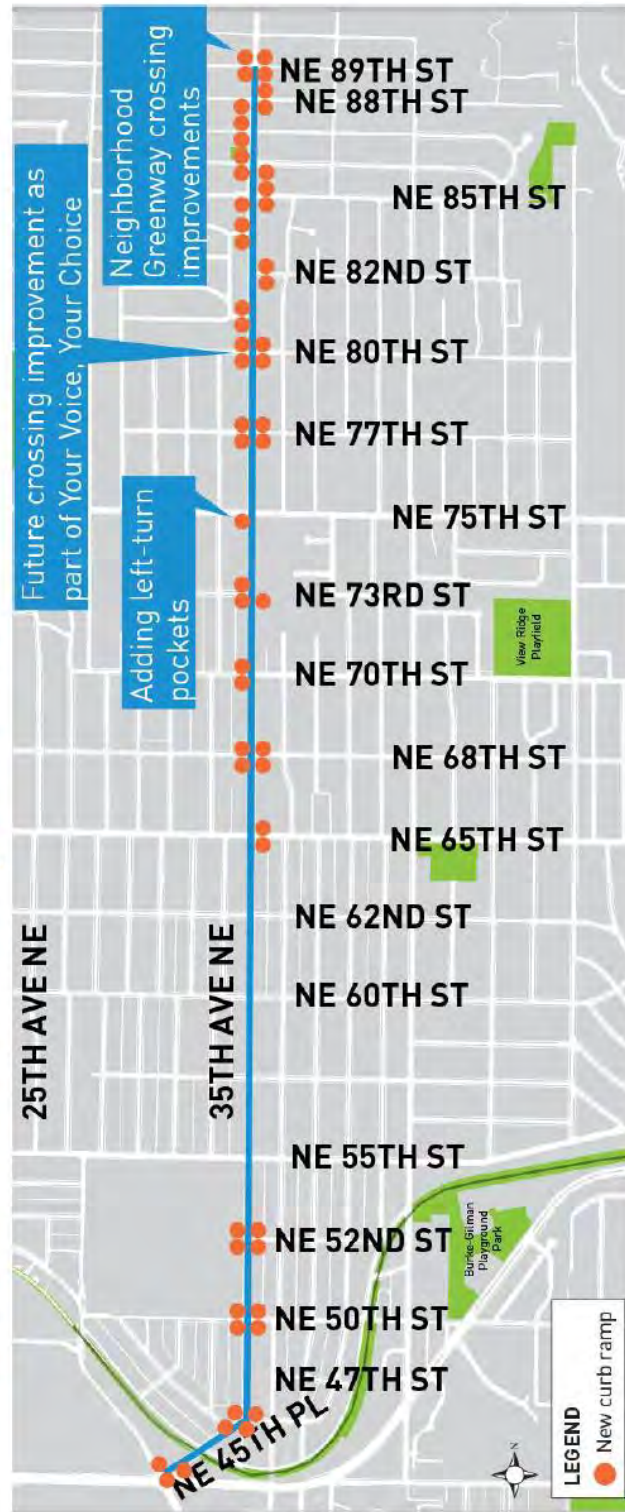 Future crossing improvement as
part of Your Voice, Your Choice
Neighborhood
Greenway crossing
improvements
Adding left-turn
pockets
25TH AVE NE
35TH AVE NE
NE 89TH ST
NE 88TH ST
NE 85TH ST
NE 82ND ST
NE 80TH ST
NE 77TH ST
NE 75TH ST
NE 73RD ST
NE 70TH ST
NE 68TH ST
NE 65TH ST
NE 62ND ST
NE 60TH ST
NE 55TH ST
NE 52ND ST
NE 50TH ST
NE 47TH ST
NE 45TH PL
View Ridge
Playfield
Burke-Gilman
Playground
Park
N
LEGEND
New curb ramp